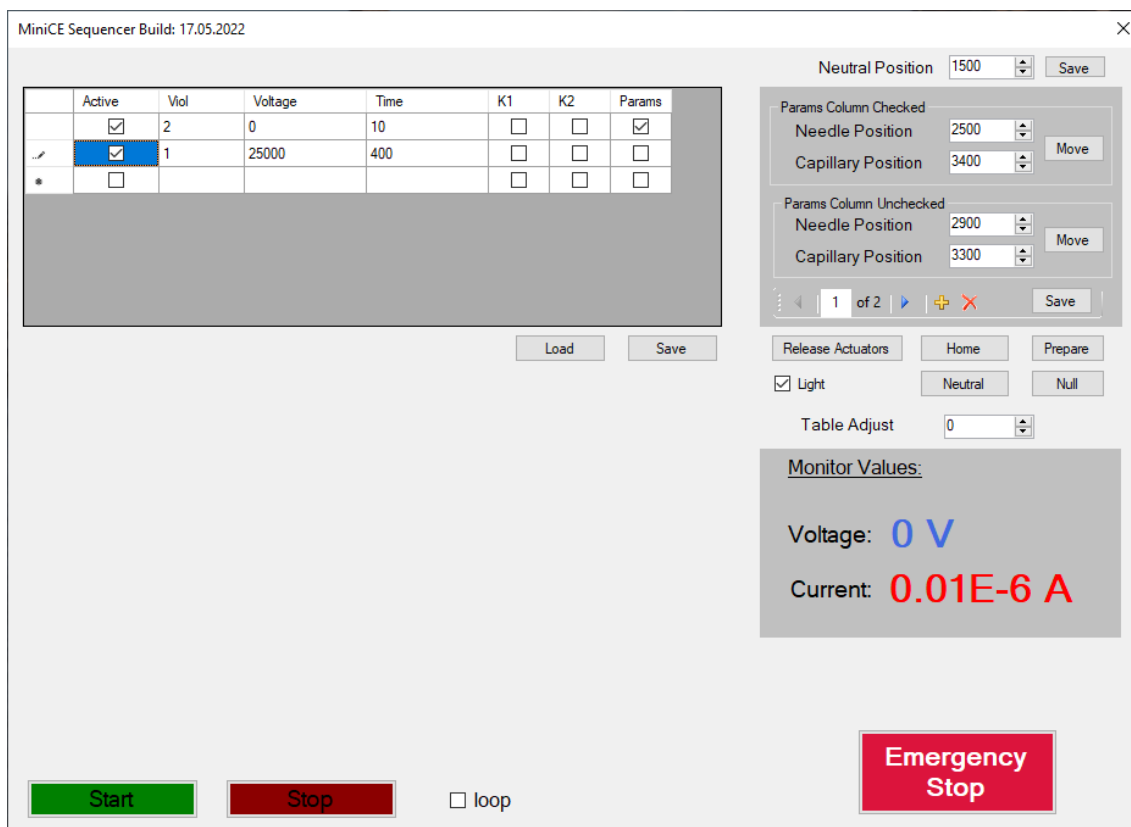 MiniCE Sequencer Build: 17.05.2022
Neutral Position 1500 Save
Active Viol Voltage Time K1 K2 Params
2 0 10
1 25000 400
Params Column Checked
Needle Position 2500
Move
Capillary Position 3400
Params Column Unchecked
Needle Position 2900
Move
Capillary Position 3300
1 of 2 Save
Load Save
Release Actuators Home Prepare
Light Neutral Null
Table Adjust 0
Monitor Values:
Voltage: 0 V
Current: 0.01E-6 A
Emergency
Stop
Start Stop loop